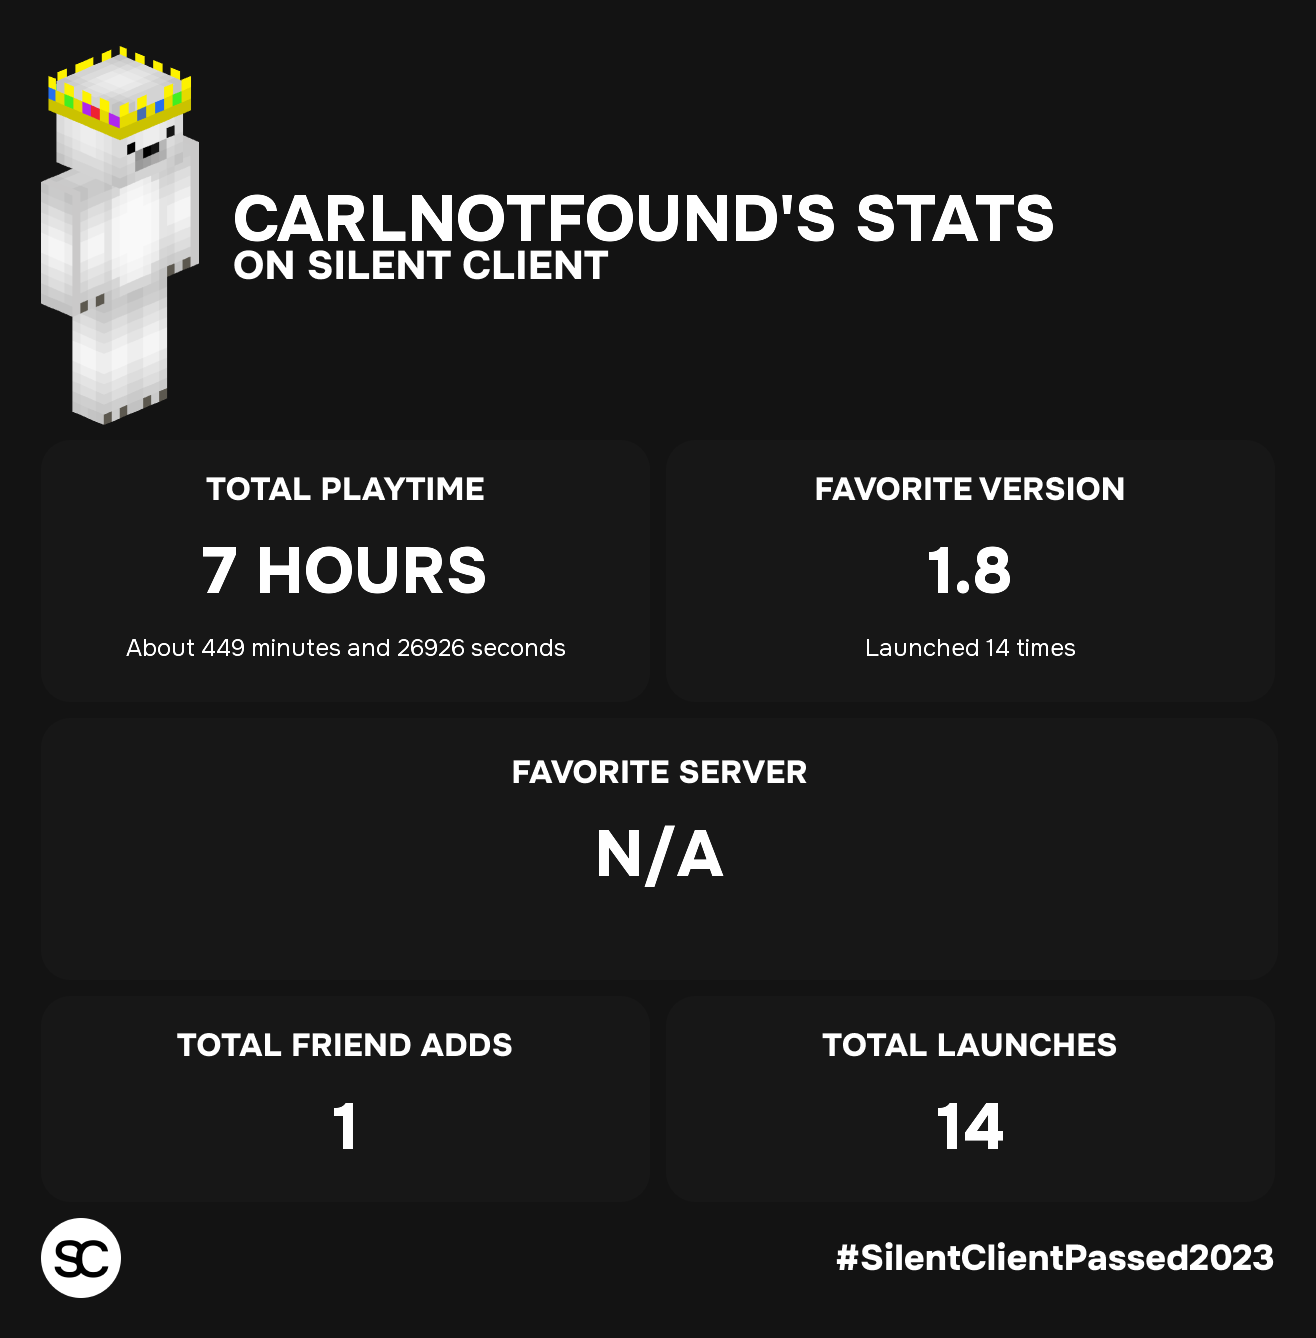 CARLNOTFOUND'S STATS
ON SILENT CLIENT
TOTAL PLAYTIME
7 HOURS
About 449 minutes and 26926 seconds
FAVORITE VERSION
1.8
Launched 14 times
FAVORITE SERVER
N/A
TOTAL FRIEND ADDS
1
TOTAL LAUNCHES
14
SC
#SilentClientPassed2023